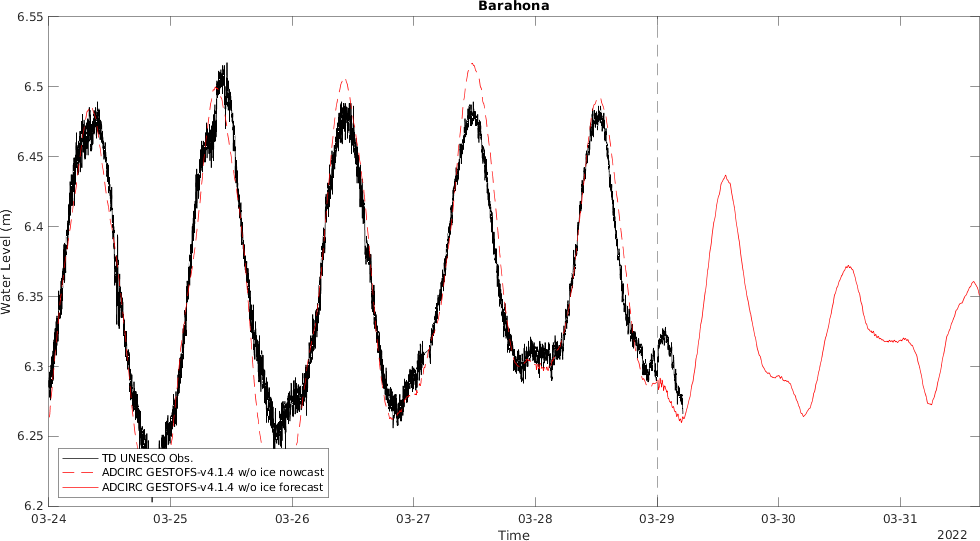 Barahona
6.55
6.5
6.45
6.4
6.35
6.3
6.25
6.2
Water Level (m)
TD UNESCO Obs.
ADCIRC GESTOFS-v4.1.4 w/o ice nowcast
ADCIRC GESTOFS-v4.1.4 w/o ice forecast
03-24 03-25 03-26 03-27 03-28 03-29 03-30 03-31
Time
2022